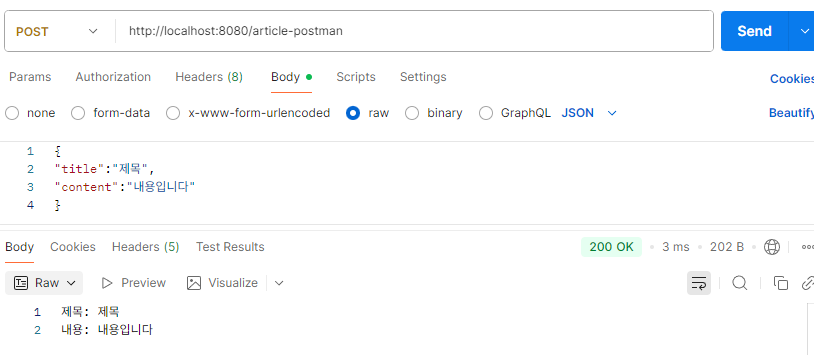 POST http://localhost:8080/article-postman Send
Params Authorization Headers (8) Body Scripts Settings Cookies
none form-data x-www-form-urlencoded raw binary GraphQL JSON Beautify
1 {
2 "title":"제목",
3 "content":"내용입니다"
4 }
Body Cookies Headers (5) Test Results 200 OK 3 ms 202 B
Raw Preview Visualize
1 제목: 제목
2 내용: 내용입니다